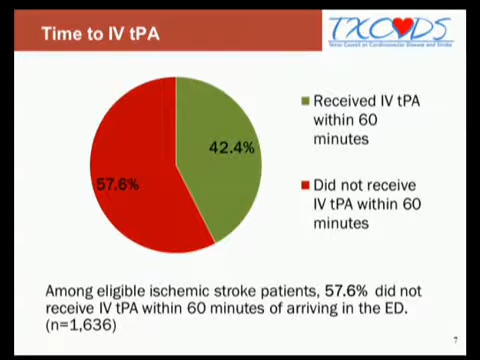 Time to IV tPA
TXCVDS
Texas Council on Cardiovascular Disease and Stroke
42.4%
57.6%
Received IV tPA
within 60
minutes
Did not receive
IV tPA within 60
minutes
Among eligible ischemic stroke patients, 57.6% did not
receive IV tPA within 60 minutes of arriving in the ED.
(n=1,636)
7